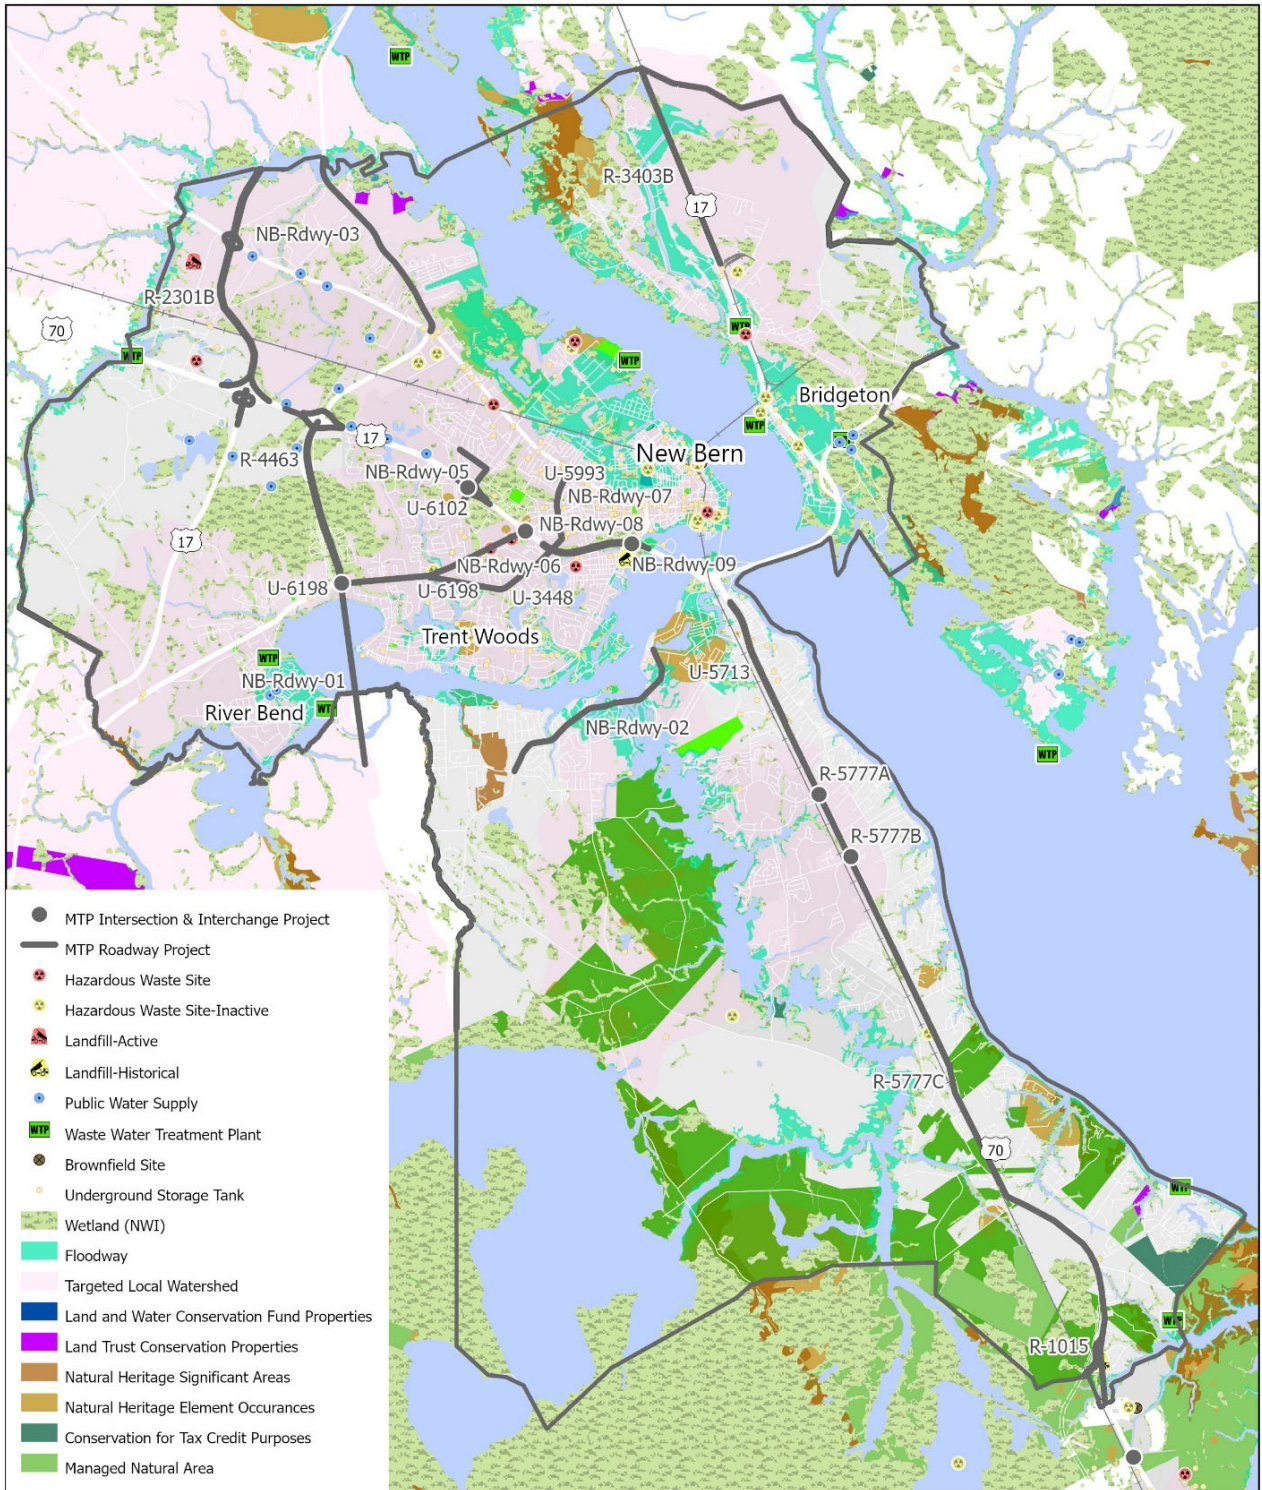 WTP
R-3403B
17
NB-Rdwy-03
R-2301B
70
WTP
WTP
WTP
Bridgeton
WTP
17
New Bern
R-4463
NB-Rdwy-05
U-5993
U-6102
NB-Rdwy-07
17
NB-Rdwy-08
NB-Rdwy-06
NB-Rdwy-09
U-6198
U-6198
U-3448
Trent Woods
WTP
NB-Rdwy-01
U-5713
River Bend
WT
NB-Rdwy-02
WTP
R-5777A
R-5777B
R-5777C
70
WTP
WTP
R-1015
MTP Intersection & Interchange Project
MTP Roadway Project
Hazardous Waste Site
Hazardous Waste Site-Inactive
Landfill-Active
Landfill-Historical
Public Water Supply
WTP Waste Water Treatment Plant
Brownfield Site
Underground Storage Tank
Wetland (NWI)
Floodway
Targeted Local Watershed
Land and Water Conservation Fund Properties
Land Trust Conservation Properties
Natural Heritage Significant Areas
Natural Heritage Element Occurances
Conservation for Tax Credit Purposes
Managed Natural Area